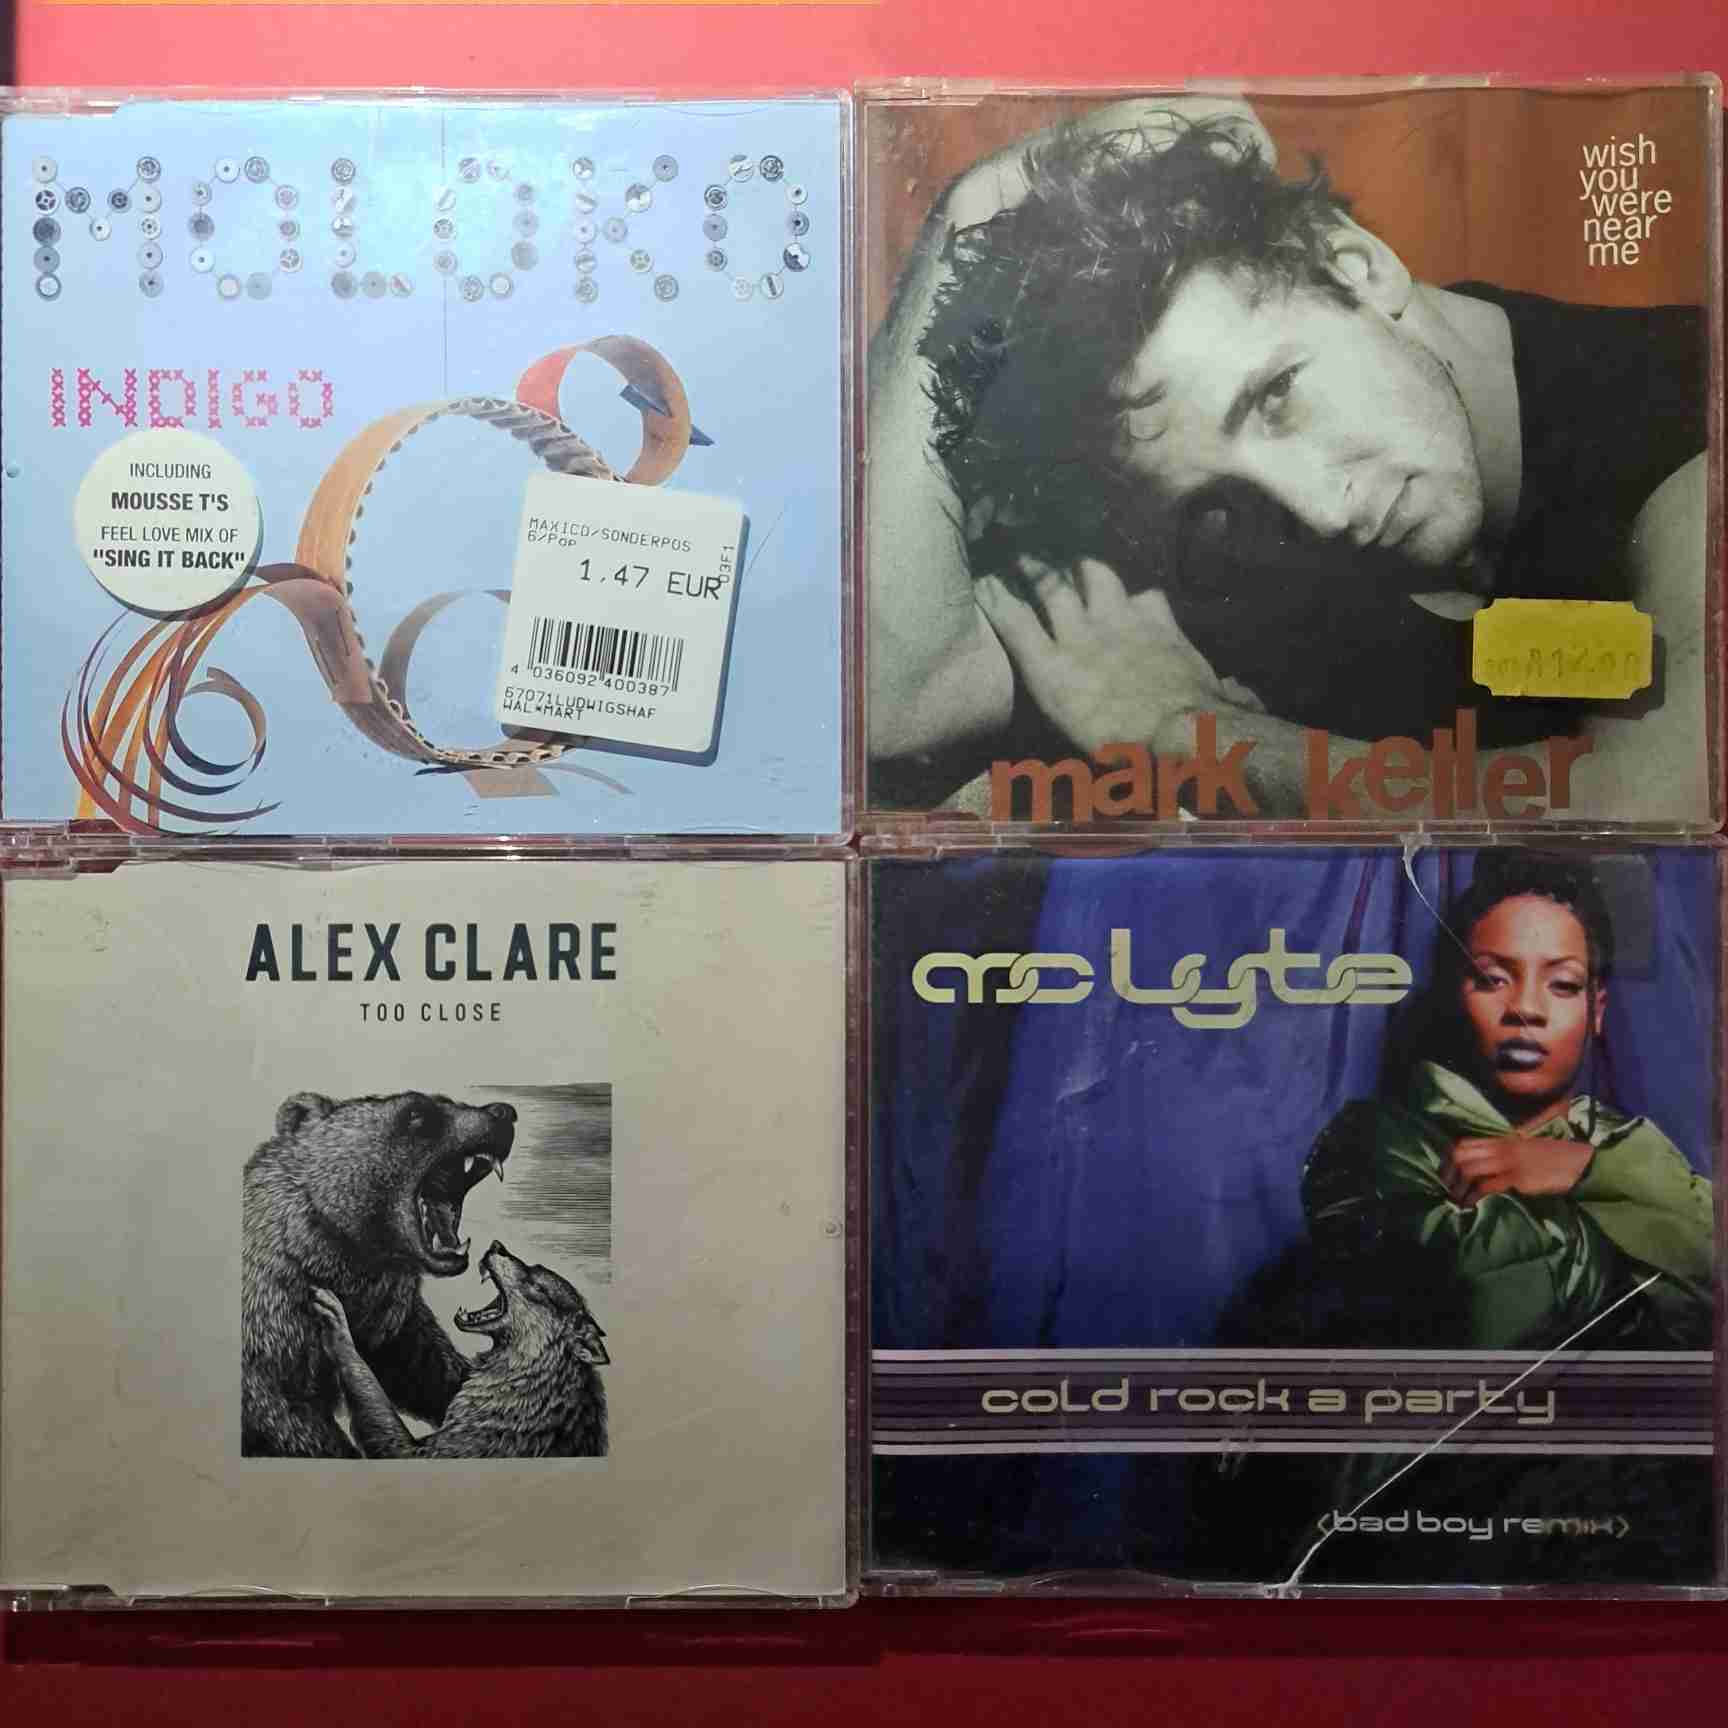 MOLOKO
INDIGO
INCLUDING
MOUSSE T'S
FEEL LOVE MIX OF
"SING IT BACK"
MAXICD/SONDERPOS
6/POP
03F1
1,47 EUR
4 036092 400387
67071LUDWIGSHAF
WAL*MART
wish
you
were
near
me
mark keller
ALEX CLARE
TOO CLOSE
mc lyte
cold rock a party
<bad boy remix>